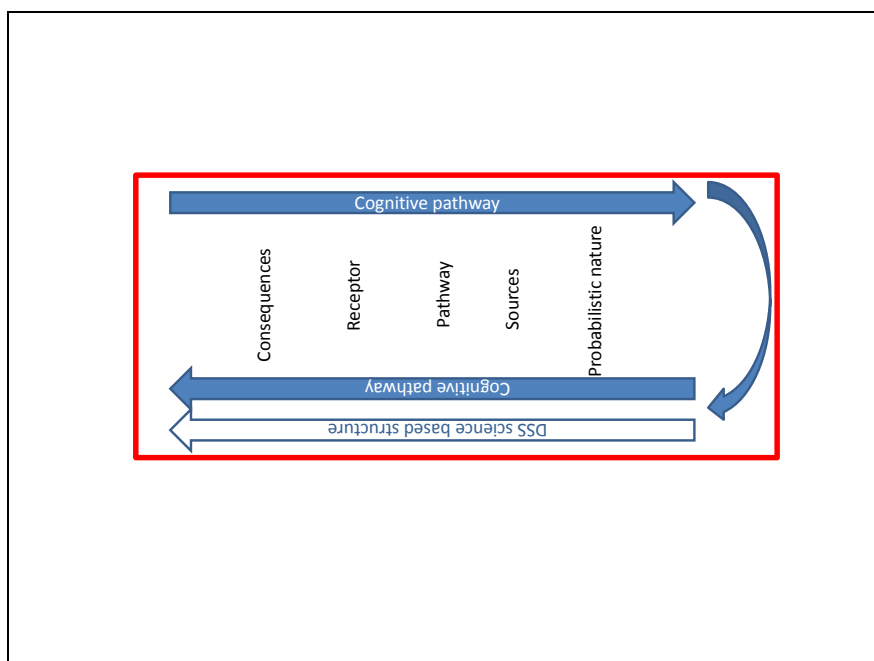 Cognitive pathway
Consequences
Receptor
Pathway
Sources
Probabilistic nature
Cognitive pathway
DSS science based structure